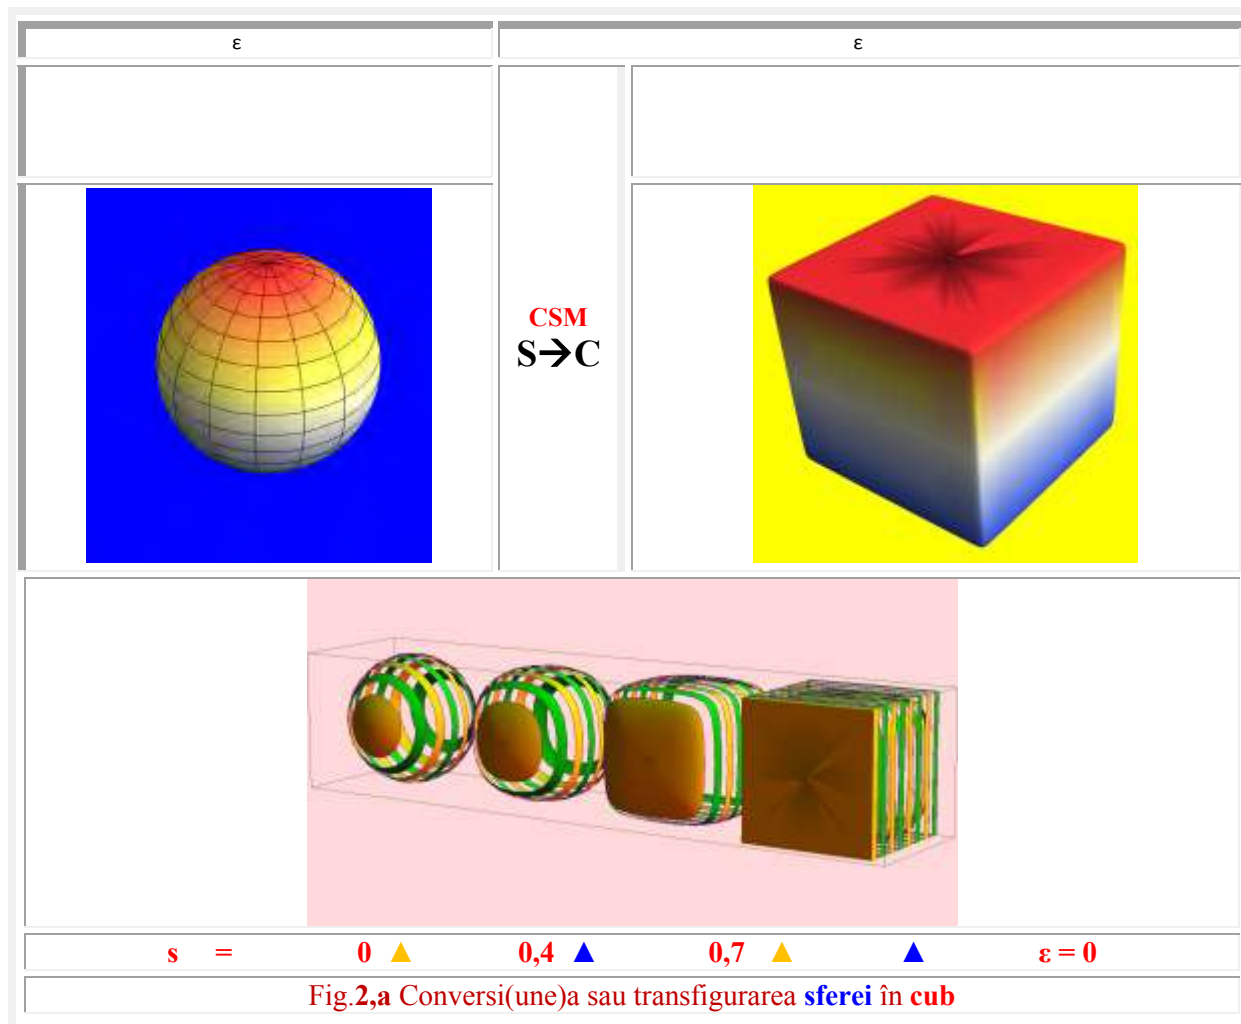 ε ε
CSM
S→C
s = 0 ▲ 0,4 ▲ 0,7 ▲ ▲ ε = 0
Fig.2,a Conversi(une)a sau transfigurarea sferei în cub